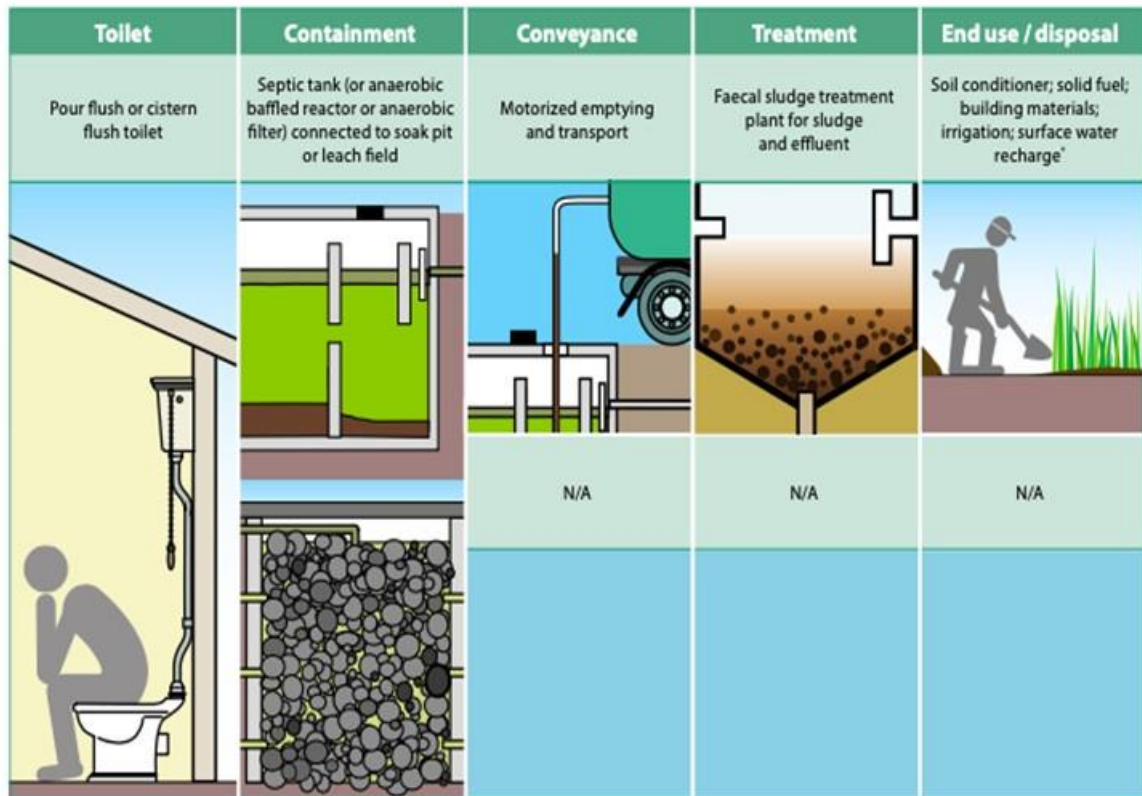 Toilet
Containment
Conveyance
Treatment
End use / disposal
Pour flush or cistern
flush toilet
Septic tank (or anaerobic
baffled reactor or anaerobic
filter) connected to soak pit
or leach field
Motorized emptying
and transport
Faecal sludge treatment
plant for sludge
and effluent
Soil conditioner; solid fuel;
building materials;
irrigation; surface water
recharge*
N/A
N/A
N/A